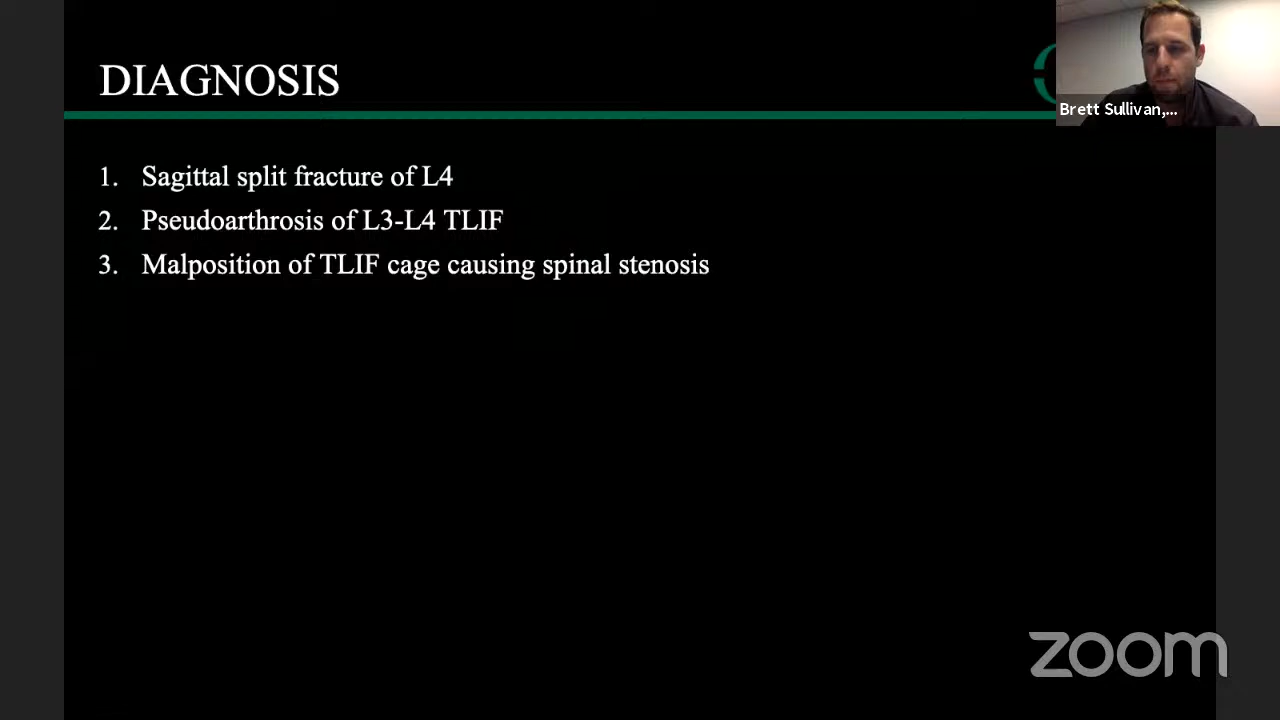 DIAGNOSIS
Brett Sullivan,...
1. Sagittal split fracture of L4
2. Pseudoarthrosis of L3-L4 TLIF
3. Malposition of TLIF cage causing spinal stenosis
zoom